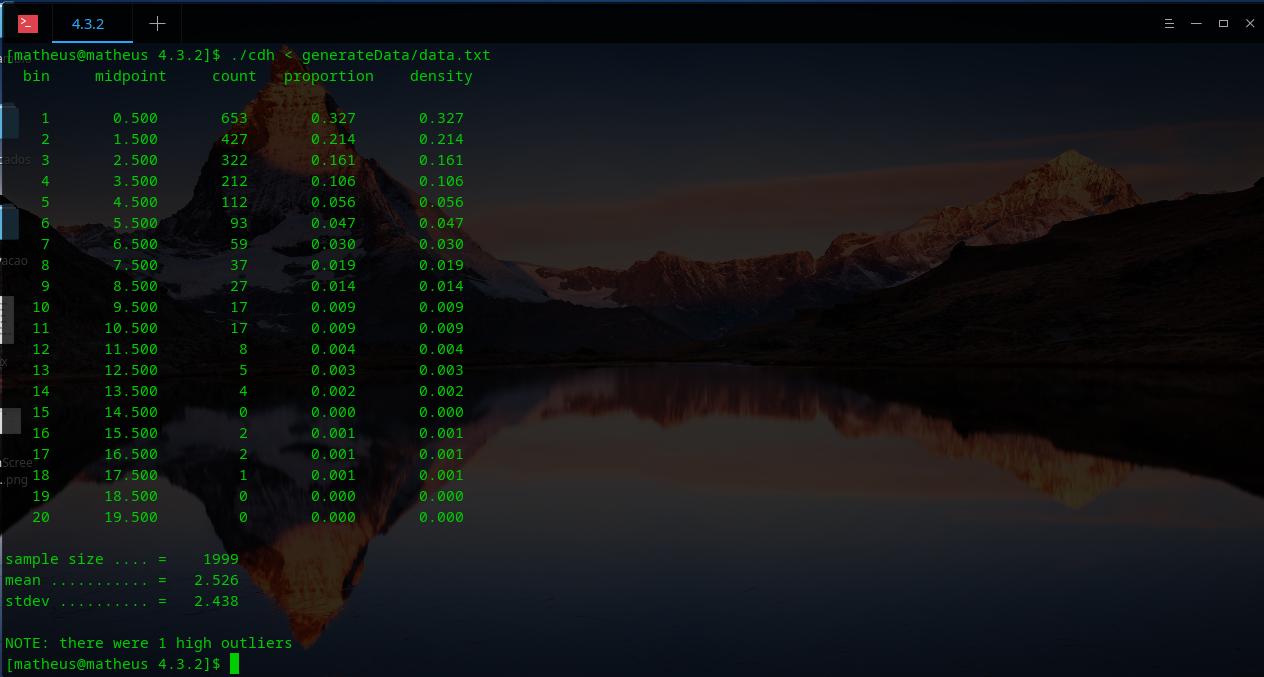 4.3.2
[matheus@matheus 4.3.2]$ ./cdh < generateData/data.txt
bin midpoint count proportion density
1 0.500 653 0.327 0.327
2 1.500 427 0.214 0.214
3 2.500 322 0.161 0.161
4 3.500 212 0.106 0.106
5 4.500 112 0.056 0.056
6 5.500 93 0.047 0.047
7 6.500 59 0.030 0.030
8 7.500 37 0.019 0.019
9 8.500 27 0.014 0.014
10 9.500 17 0.009 0.009
11 10.500 17 0.009 0.009
12 11.500 8 0.004 0.004
13 12.500 5 0.003 0.003
14 13.500 4 0.002 0.002
15 14.500 0 0.000 0.000
16 15.500 2 0.001 0.001
17 16.500 2 0.001 0.001
18 17.500 1 0.001 0.001
19 18.500 0 0.000 0.000
20 19.500 0 0.000 0.000
sample size .... = 1999
mean ........... = 2.526
stdev .......... = 2.438
NOTE: there were 1 high outliers
[matheus@matheus 4.3.2]$